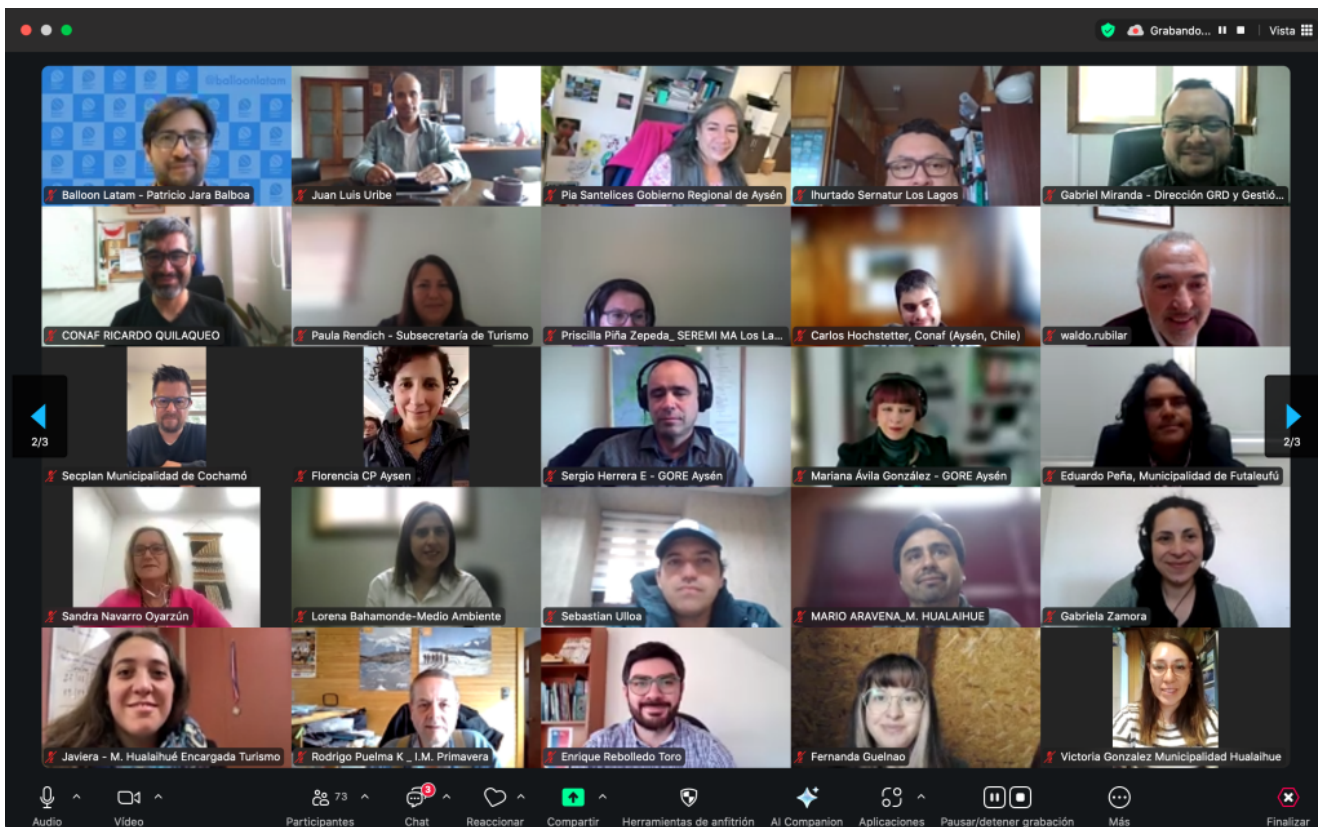 Grabando...
Vista
@balloonlatam
Balloon Latam - Patricio Jara Balboa
Juan Luis Uribe
Pia Santelices Gobierno Regional de Aysén
lhurtado Sernatur Los Lagos
Gabriel Miranda - Dirección GRD y Gestió...
CONAF RICARDO QUILAQUEO
Paula Rendich - Subsecretaría de Turismo
Priscilla Piña Zepeda_ SEREMI MA Los La...
Carlos Hochstetter, Conaf (Aysén, Chile)
waldo.rubilar
2/3
2/3
Secplan Municipalidad de Cochamó
Florencia CP Aysen
Sergio Herrera E - GORE Aysén
Mariana Ávila González - GORE Aysén
Eduardo Peña, Municipalidad de Futaleufú
Sandra Navarro Oyarzún
Lorena Bahamonde-Medio Ambiente
Sebastian Ulloa
MARIO ARAVENA_M. HUALAIHUE
Gabriela Zamora
Javiera - M. Hualaihué Encargada Turismo
Rodrigo Puelma K _ I.M. Primavera
Enrique Rebolledo Toro
Fernanda Guelnao
Victoria Gonzalez Municipalidad Hualaihue
73
3
Audio
Vídeo
Participantes
Chat
Reaccionar
Compartir
Herramientas de anfitrión
AI Companion
Aplicaciones
Pausar/detener grabación
Más
Finalizar